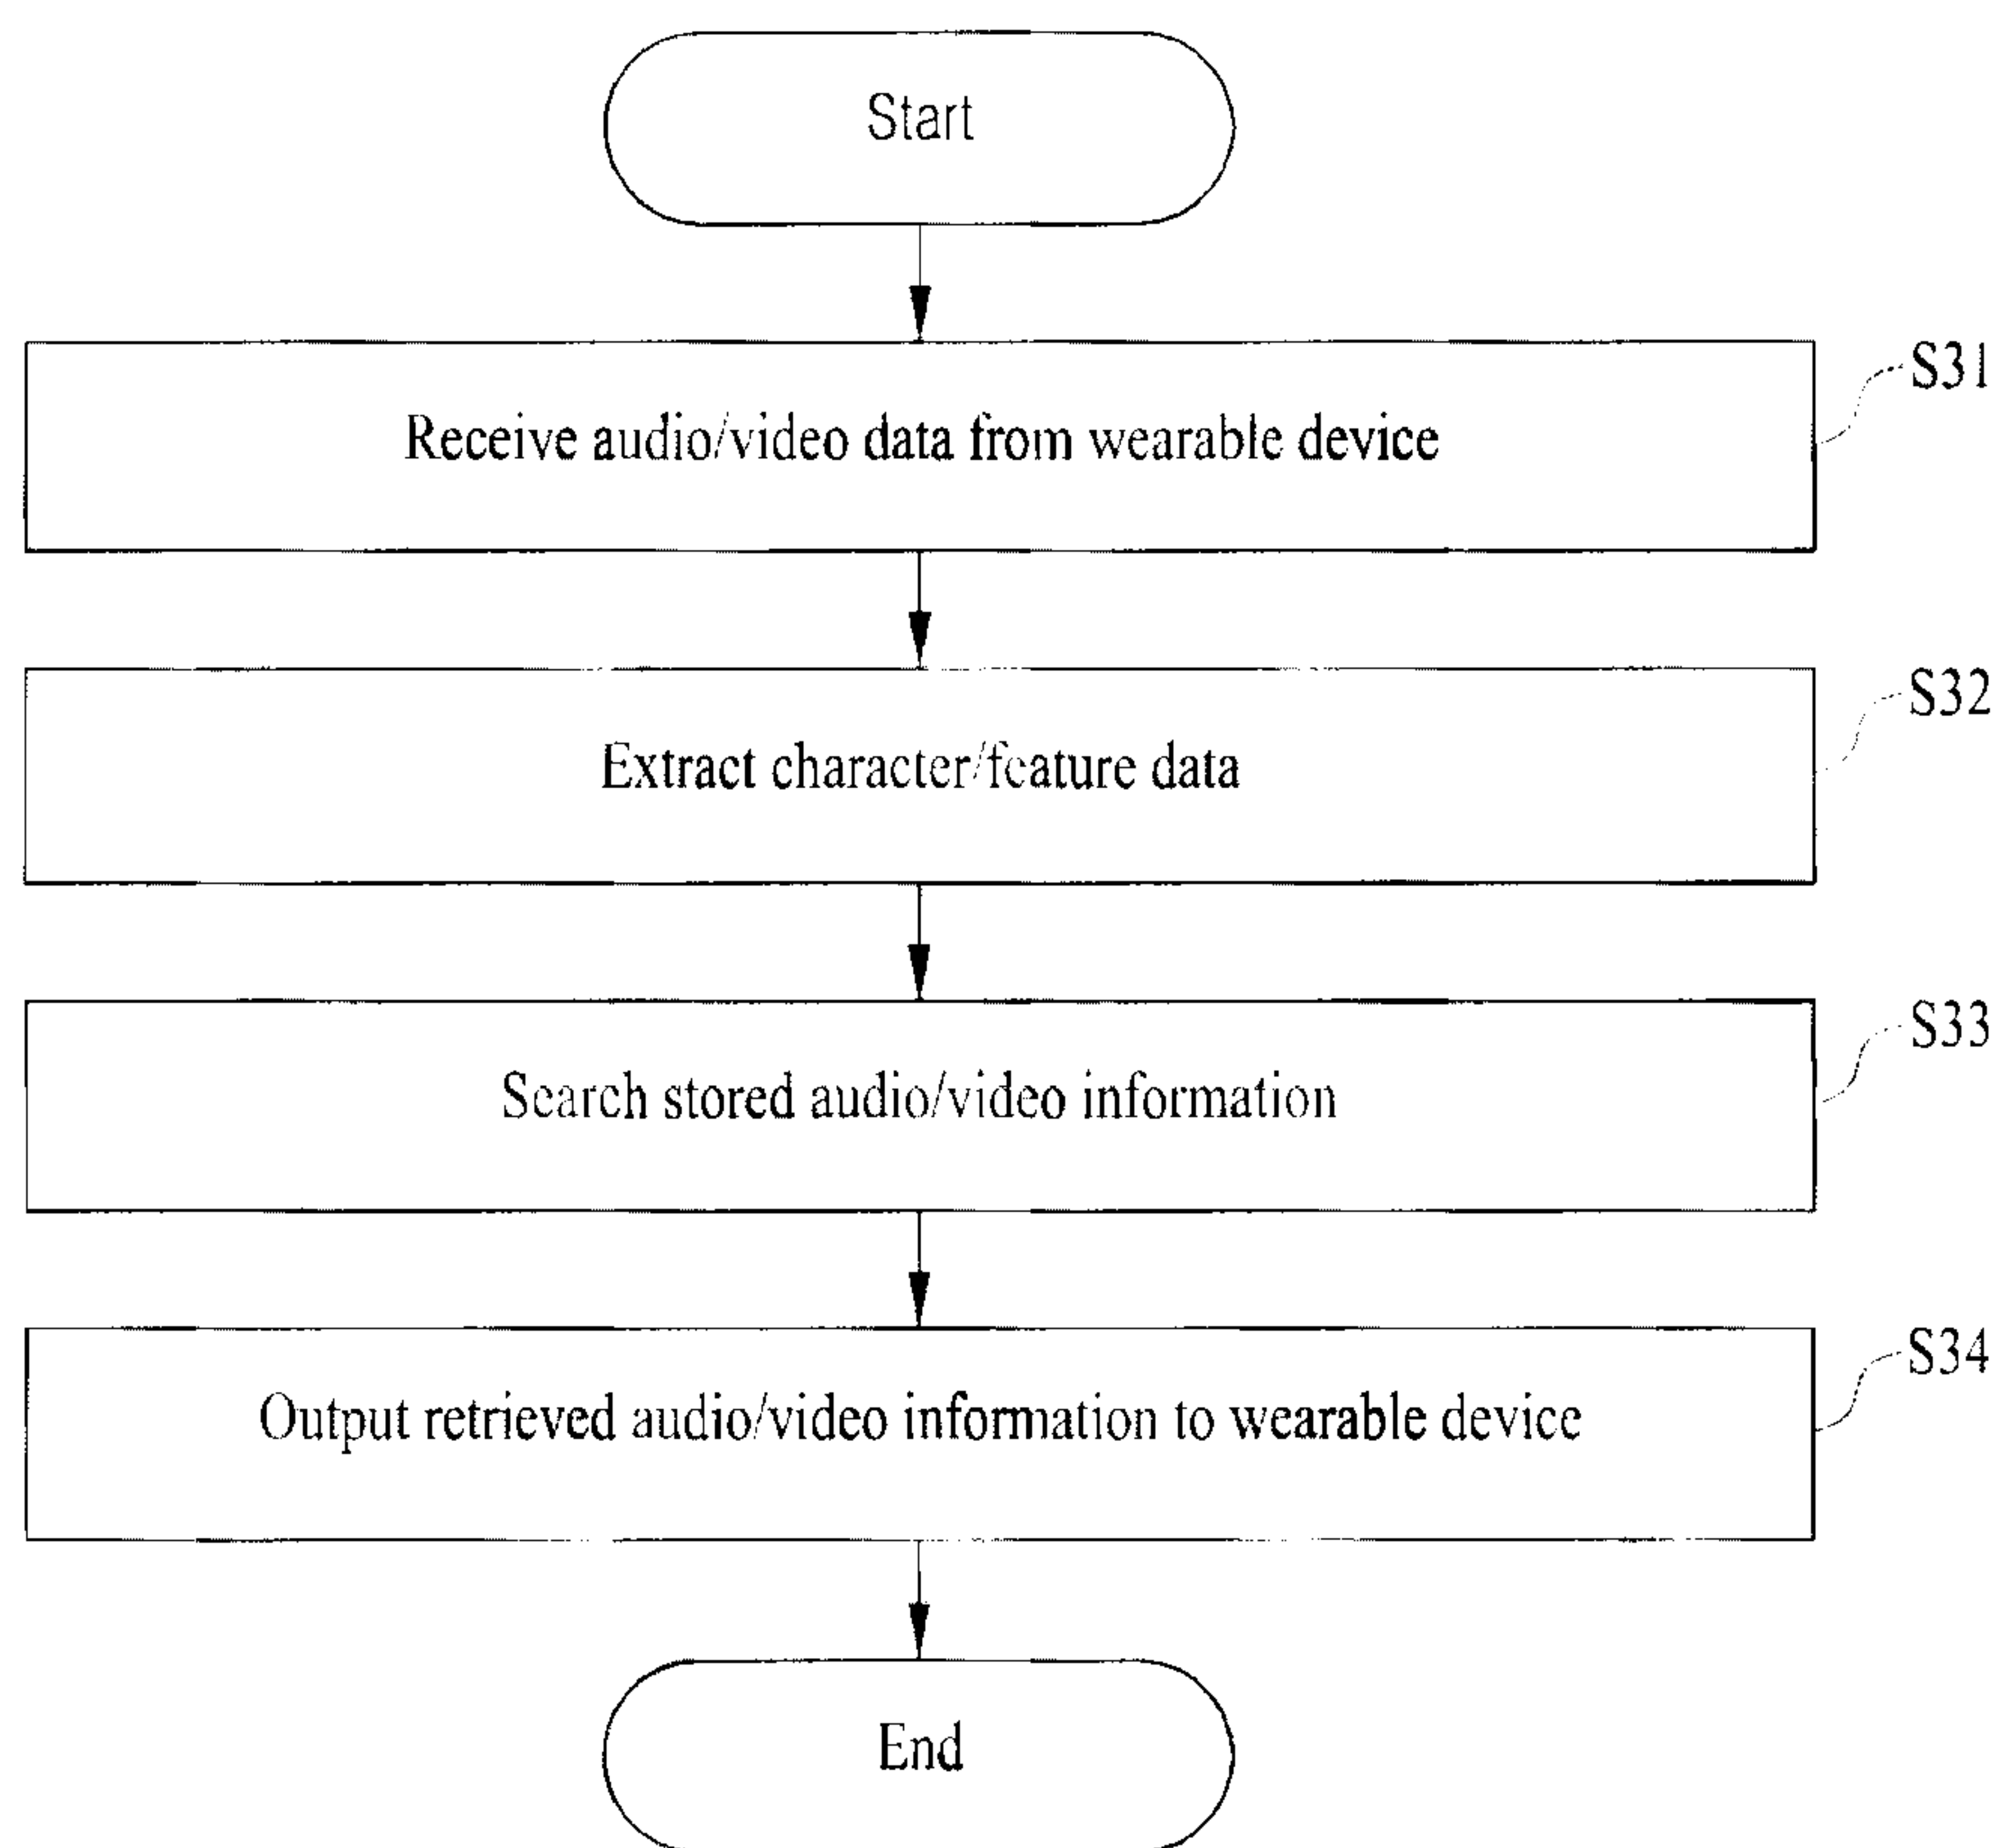 Start
Receive audio/video data from wearable device
S31
Extract character/feature data
S32
Search stored audio/video information
S33
Output retrieved audio/video information to wearable device
S34
End